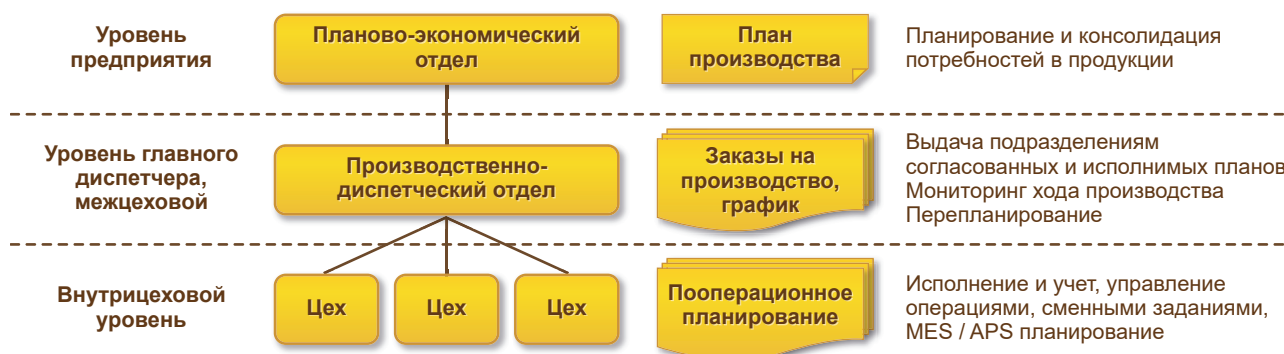 Уровень
предприятия
Планово-экономический
отдел
План
производства
Планирование и консолидация
потребностей в продукции
Уровень главного
диспетчера,
межцеховой
Производственно-
диспетческий отдел
Заказы на
производство,
график
Выдача подразделениям
согласованных и исполнимых планов
Мониторинг хода производства
Перепланирование
Внутрицеховой
уровень
Цех
Цех
Цех
Пооперационное
планирование
Исполнение и учет, управление
операциями, сменными заданиями,
MES / APS планирование